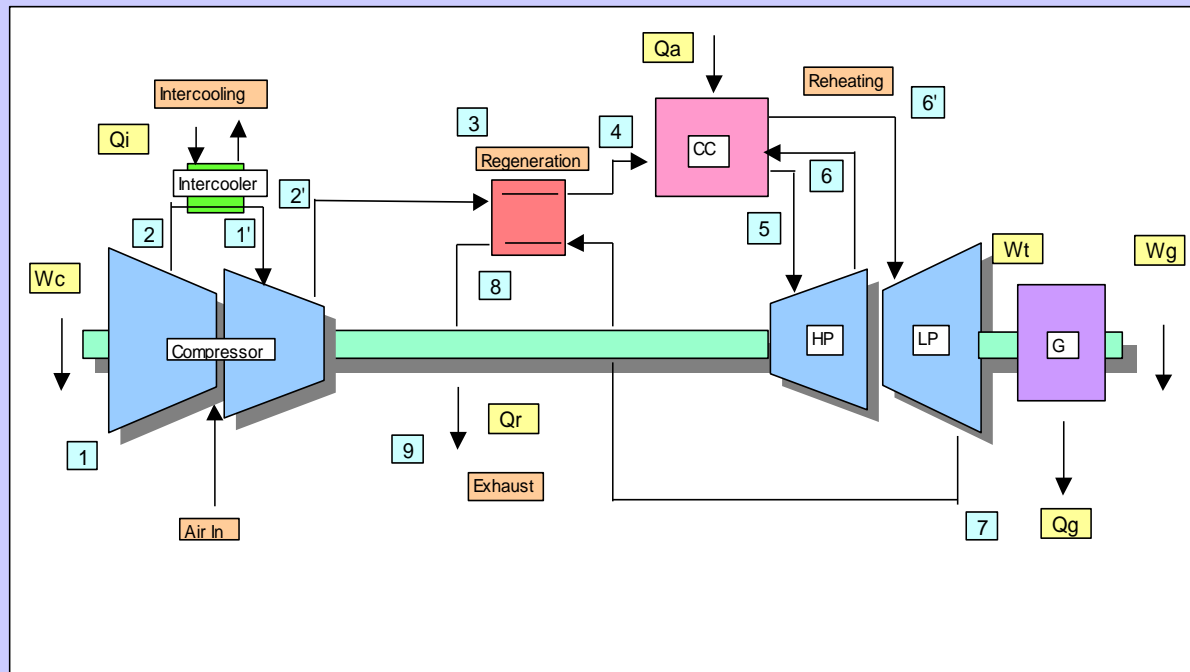 Qa
Reheating
Intercooling
6'
Qi
3
4
CC
Regeneration
Intercooler
2'
6
2
1'
5
Wt
Wg
Wc
8
HP
LP
G
Compressor
Qr
9
1
Exhaust
Air In
7
Qg